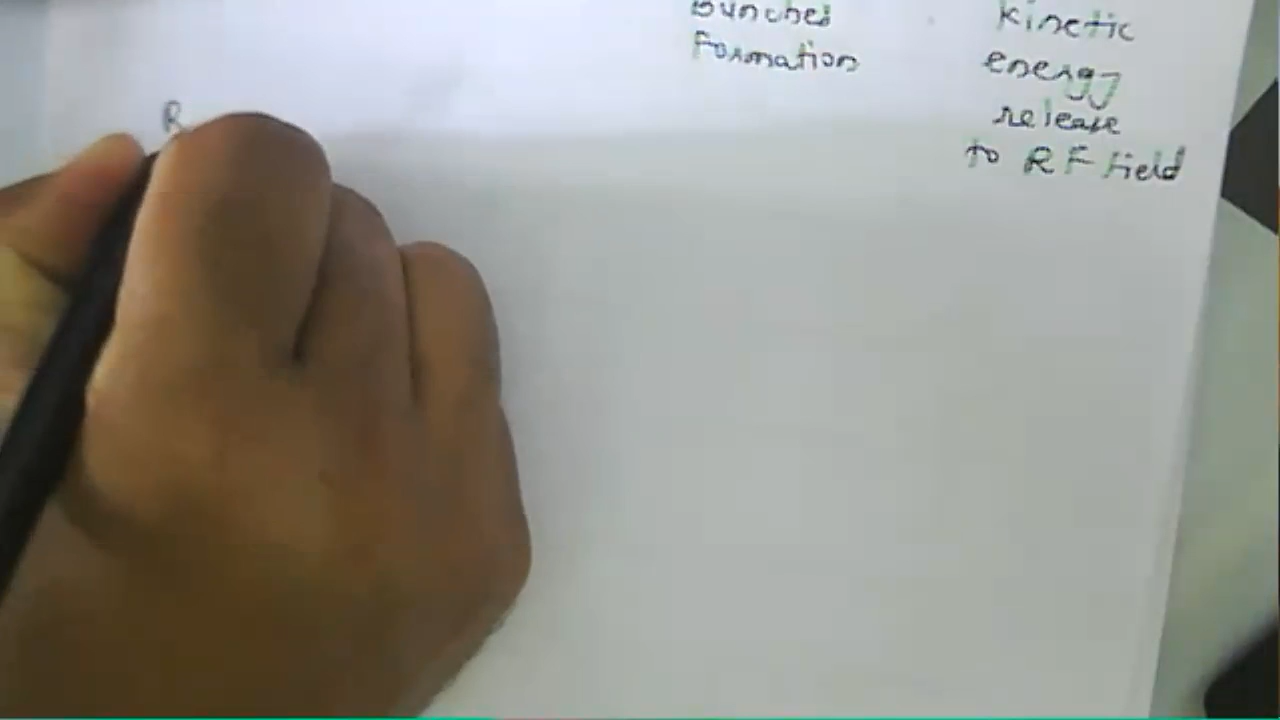 Bunches
Formation
Kinetic
energy
release
to RF field
R